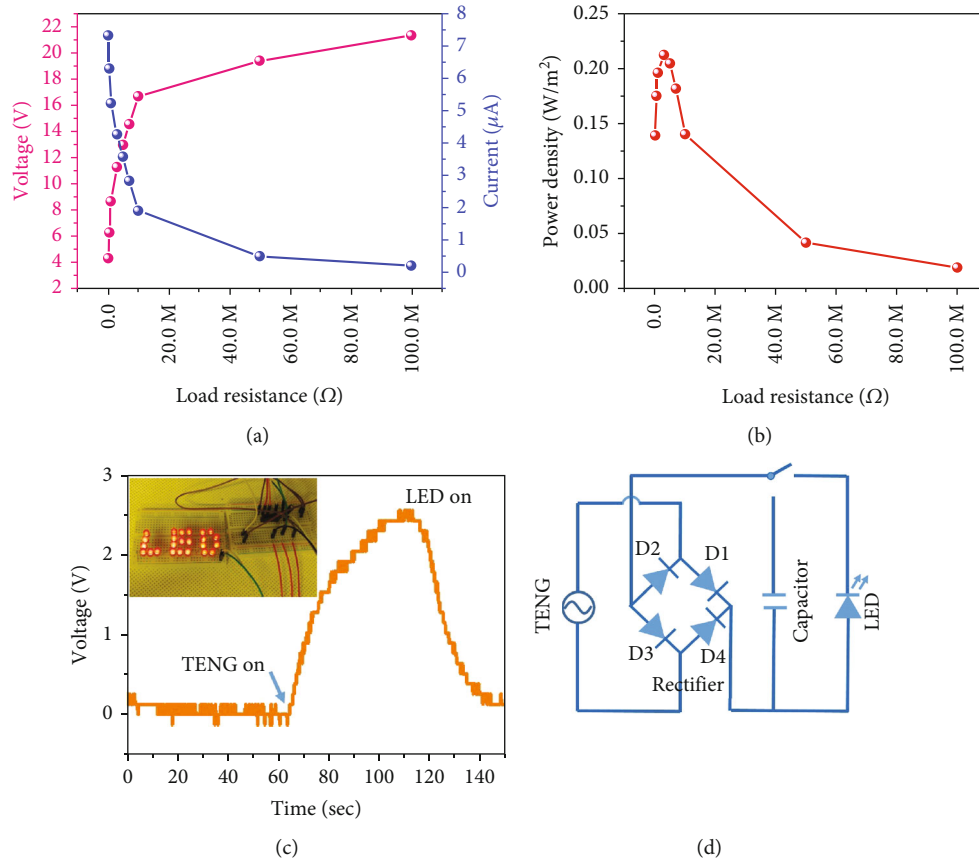 22
20
18
16
14
12
10
8
6
4
2
Voltage (V)
8
7
6
5
4
3
2
1
0
Current (μA)
0.0
20.0 M
40.0 M
60.0 M
80.0 M
100.0 M
Load resistance (Ω)
(a)
0.25
0.20
0.15
0.10
0.05
0.00
Power density (W/m²)
0.0
20.0 M
40.0 M
60.0 M
80.0 M
100.0 M
Load resistance (Ω)
(b)
3
2
1
0
Voltage (V)
LED
LED on
TENG on
0
20
40
60
80
100
120
140
Time (sec)
(c)
TENG
D2
D1
D3
D4
Rectifier
Capacitor
LED
(d)